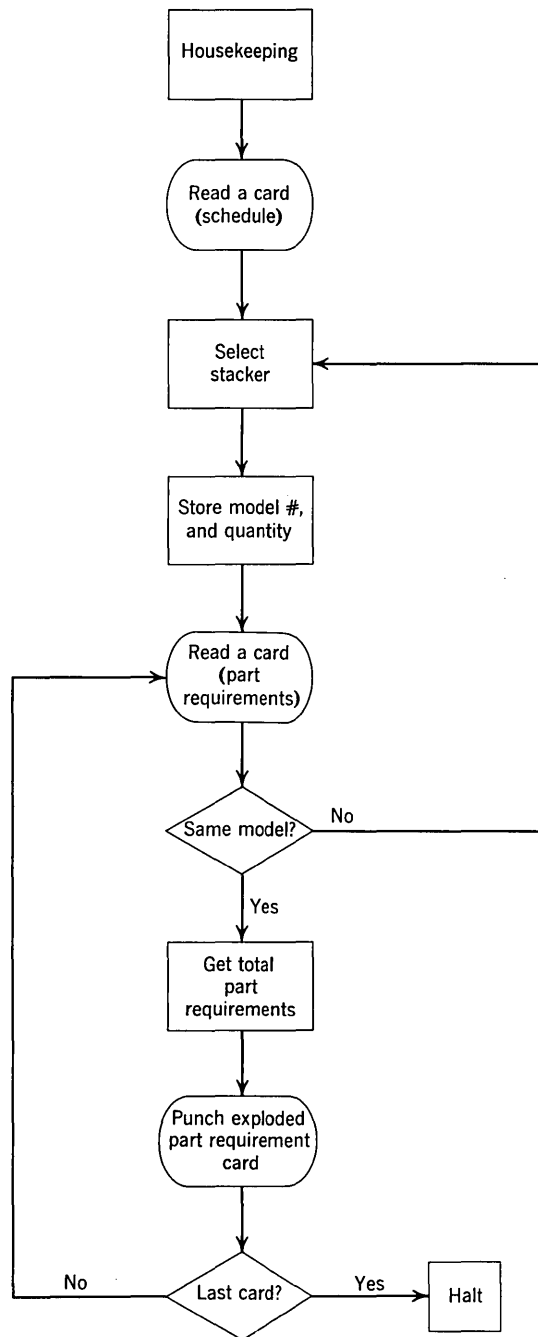 Housekeeping
Read a card
(schedule)
Select
stacker
Store model #,
and quantity
Read a card
(part
requirements)
Same model?
No
Yes
Get total
part
requirements
Punch exploded
part requirement
card
No
Last card?
Yes
Halt